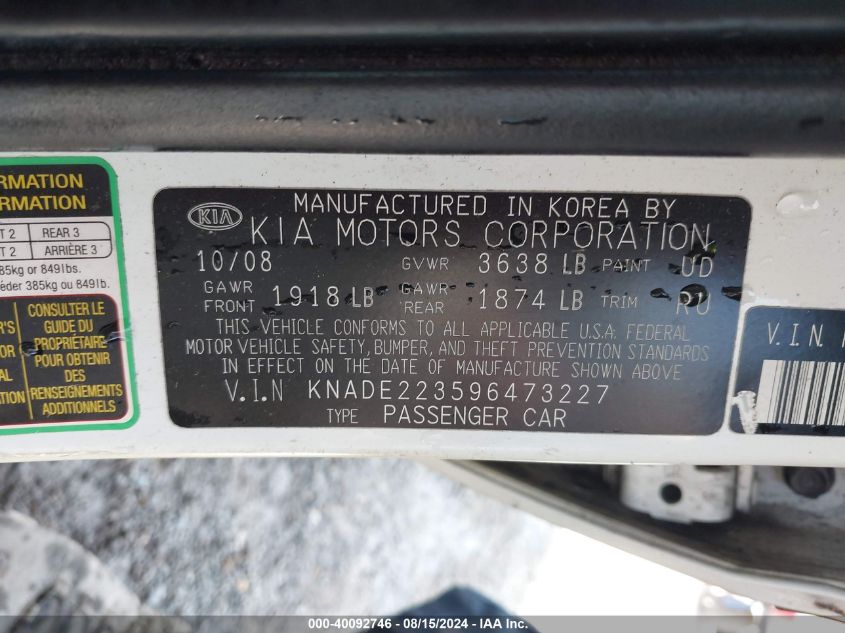 RMATION
FORMATION
T 2 REAR 3
T 2 ARRIÈRE 3
85kg or 849lbs.
éder 385kg ou 849lb.
CONSULTER LE
GUIDE DU
PROPRIÉTAIRE
POUR OBTENIR
DES
RENSEIGNEMENTS
ADDITIONNELS
KIA
MANUFACTURED IN KOREA BY
KIA MOTORS CORPORATION
10/08 GVWR 3638 LB PAINT UD
GAWR FRONT 1918 LB GAWR REAR 1874 LB TRIM RU
THIS VEHICLE CONFORMS TO ALL APPLICABLE U.S.A. FEDERAL
MOTOR VEHICLE SAFETY, BUMPER, AND THEFT PREVENTION STANDARDS
IN EFFECT ON THE DATE OF MANUFACTURE SHOWN ABOVE
V.I.N KNADE223596473227
TYPE PASSENGER CAR
V.I.N.
000-40092746 - 08/15/2024 - IAA Inc.